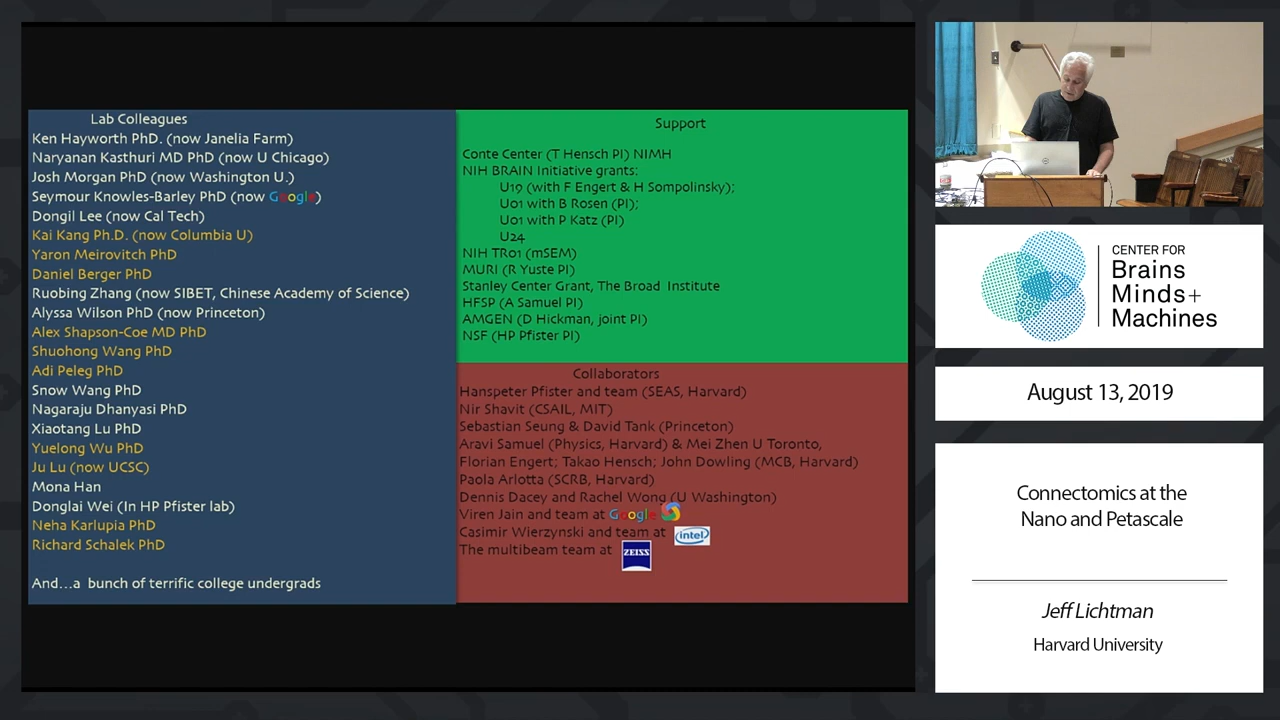 Lab Colleagues
Ken Hayworth PhD. (now Janelia Farm)
Naryanan Kasthuri MD PhD (now U Chicago)
Josh Morgan PhD (now Washington U.)
Seymour Knowles-Barley PhD (now Google)
Dongil Lee (now Cal Tech)
Kai Kang Ph.D. (now Columbia U)
Yaron Meirovitch PhD
Daniel Berger PhD
Ruobing Zhang (now SIBET, Chinese Academy of Science)
Alyssa Wilson PhD (now Princeton)
Alex Shapson-Coe MD PhD
Shuohong Wang PhD
Adi Peleg PhD
Snow Wang PhD
Nagaraju Dhanyasi PhD
Xiaotang Lu PhD
Yuelong Wu PhD
Ju Lu (now UCSC)
Mona Han
Donglai Wei (In HP Pfister lab)
Neha Karlupia PhD
Richard Schalek PhD
And...a bunch of terrific college undergrads
Support
Conte Center (T Hensch PI) NIMH
NIH BRAIN Initiative grants:
U19 (with F Engert & H Sompolinsky);
U01 with B Rosen (PI);
U01 with P Katz (PI)
U24
NIH TR01 (mSEM)
MURI (R Yuste PI)
Stanley Center Grant, The Broad Institute
HFSP (A Samuel PI)
AMGEN (D Hickman, joint PI)
NSF (HP Pfister PI)
Collaborators
Hanspeter Pfister and team (SEAS, Harvard)
Nir Shavit (CSAIL, MIT)
Sebastian Seung & David Tank (Princeton)
Aravi Samuel (Physics, Harvard) & Mei Zhen U Toronto,
Florian Engert; Takao Hensch; John Dowling (MCB, Harvard)
Paola Arlotta (SCRB, Harvard)
Dennis Dacey and Rachel Wong (U Washington)
Viren Jain and team at Google
Casimir Wierzynski and team at intel
The multibeam team at ZEISS
CENTER FOR
Brains
Minds+
Machines
August 13, 2019
Connectomics at the
Nano and Petascale
Jeff Lichtman
Harvard University